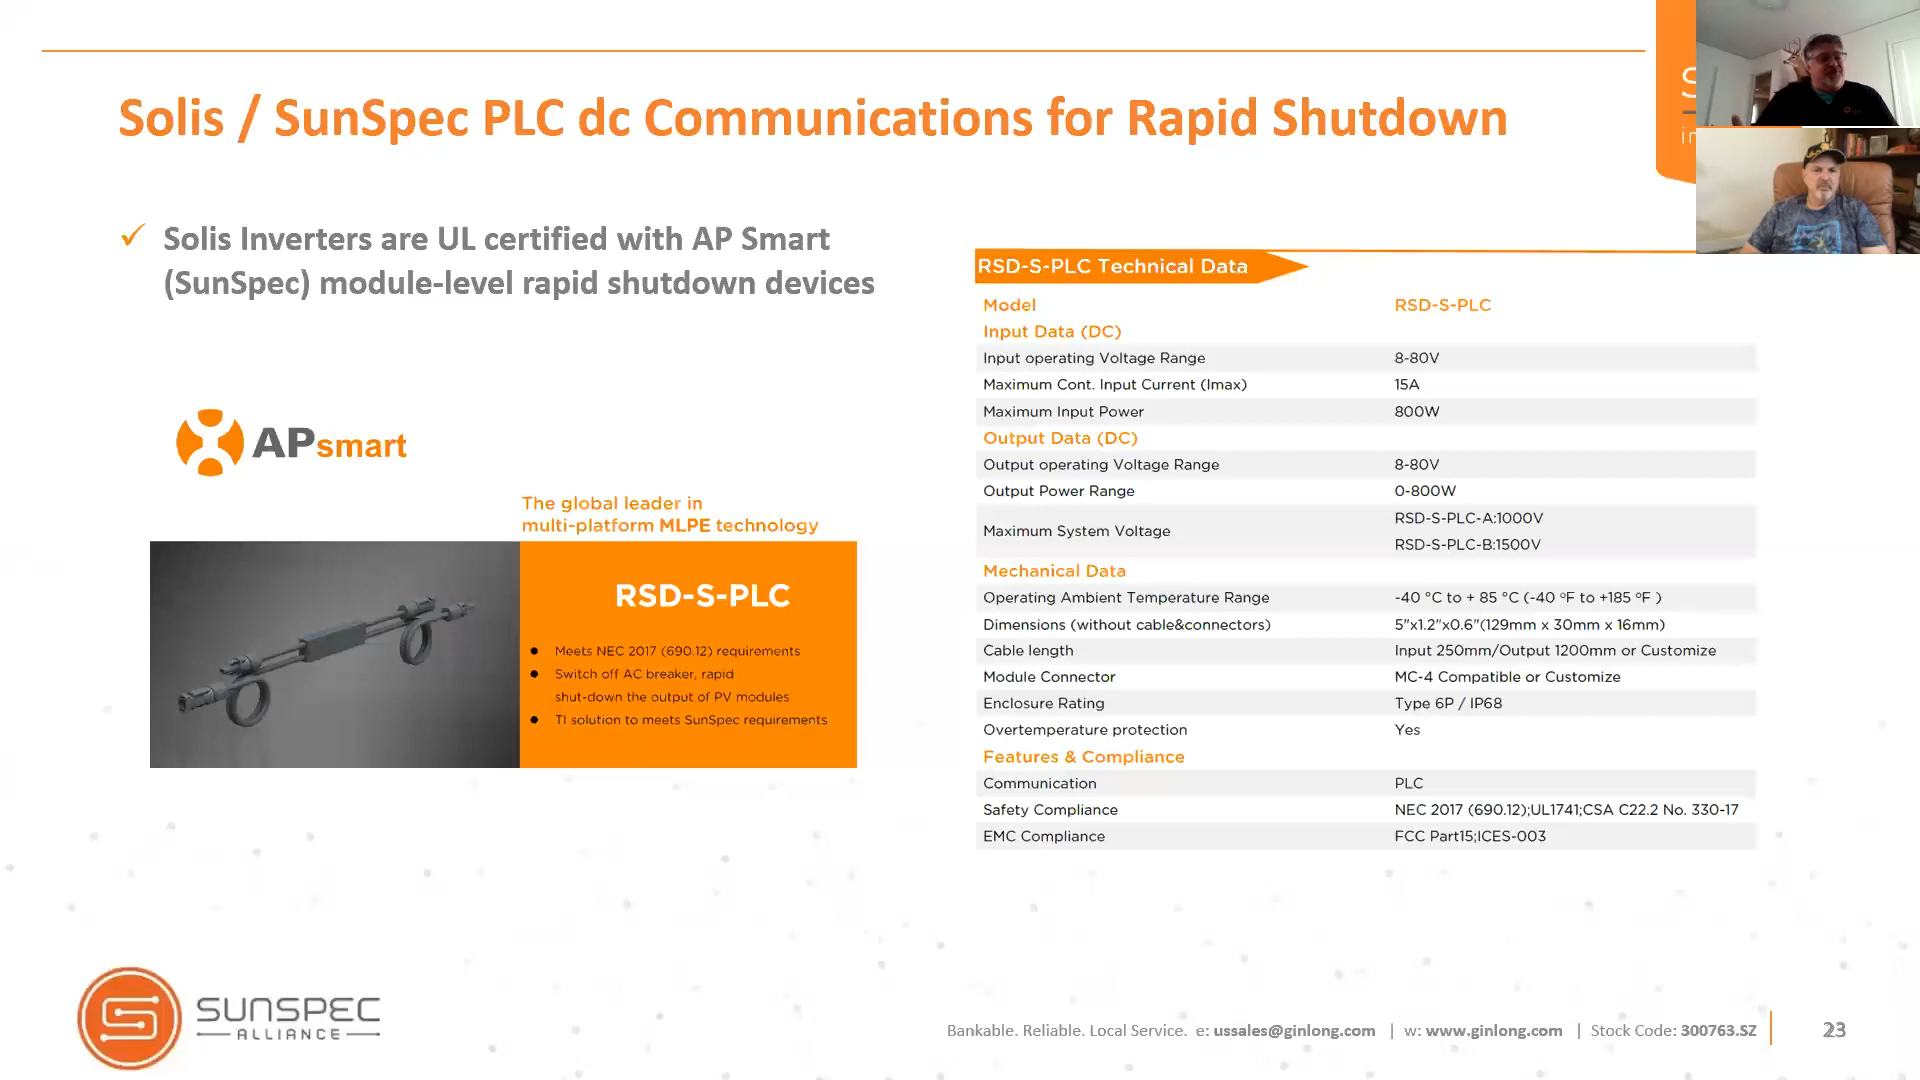 Solis / SunSpec PLC dc Communications for Rapid Shutdown
✓ Solis Inverters are UL certified with AP Smart
(SunSpec) module-level rapid shutdown devices
APsmart
The global leader in
multi-platform MLPE technology
RSD-S-PLC
● Meets NEC 2017 (690.12) requirements
● Switch off AC breaker, rapid
shut-down the output of PV modules
● TI solution to meets SunSpec requirements
RSD-S-PLC Technical Data
Model RSD-S-PLC
Input Data (DC)
Input operating Voltage Range 8-80V
Maximum Cont. Input Current (Imax) 15A
Maximum Input Power 800W
Output Data (DC)
Output operating Voltage Range 8-80V
Output Power Range 0-800W
Maximum System Voltage RSD-S-PLC-A:1000V
RSD-S-PLC-B:1500V
Mechanical Data
Operating Ambient Temperature Range -40 °C to + 85 °C (-40 °F to +185 °F )
Dimensions (without cable&connectors) 5"x1.2"x0.6"(129mm x 30mm x 16mm)
Cable length Input 250mm/Output 1200mm or Customize
Module Connector MC-4 Compatible or Customize
Enclosure Rating Type 6P / IP68
Overtemperature protection Yes
Features & Compliance
Communication PLC
Safety Compliance NEC 2017 (690.12);UL1741;CSA C22.2 No. 330-17
EMC Compliance FCC Part15;ICES-003
SUNSPEC
ALLIANCE
Bankable. Reliable. Local Service. e: ussales@ginlong.com | w: www.ginlong.com | Stock Code: 300763.SZ
23